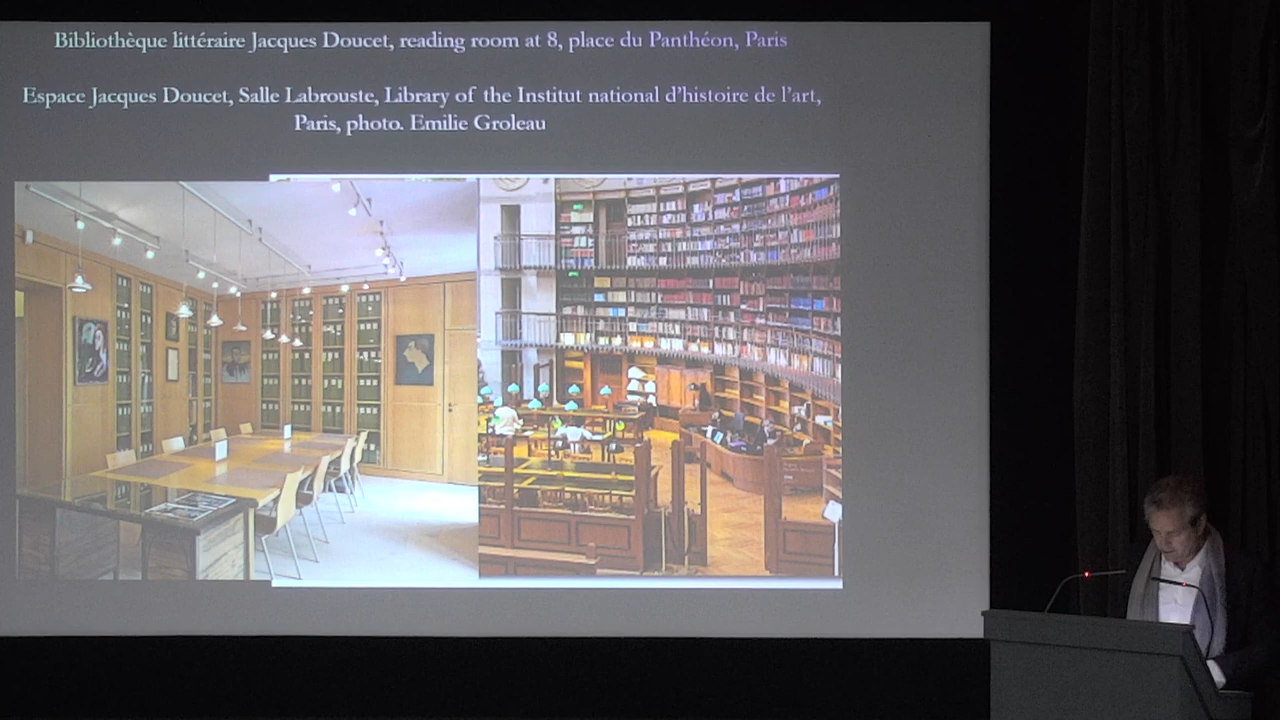 Bibliothèque littéraire Jacques Doucet, reading room at 8, place du Panthéon, Paris
Espace Jacques Doucet, Salle Labrouste, Library of the Institut national d'histoire de l'art,
Paris, photo. Emilie Groleau